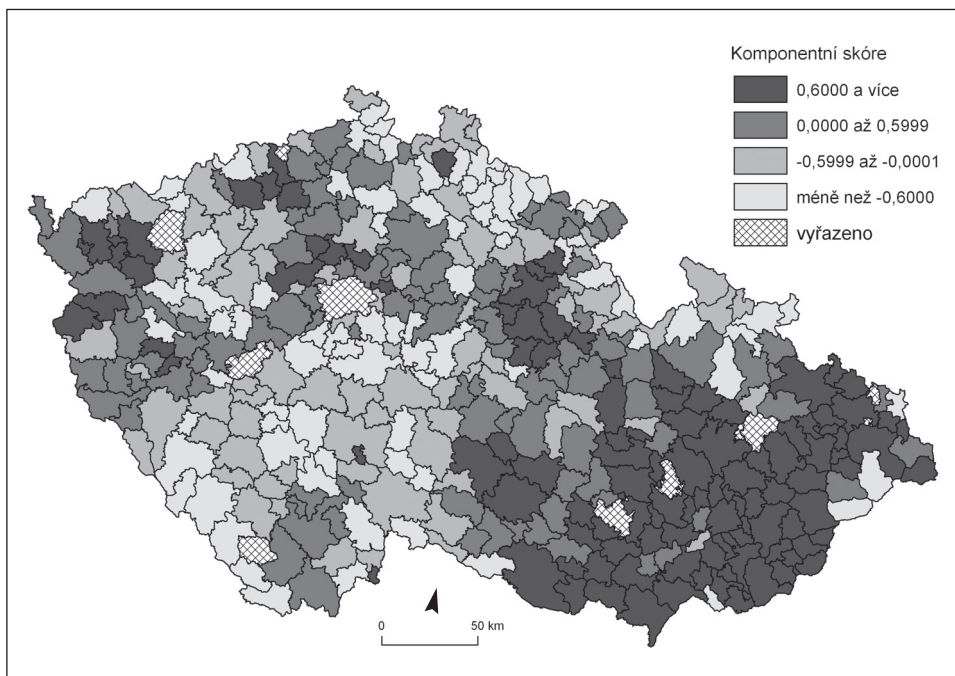 Komponentní skóre
0,6000 a více
0,0000 až 0,5999
-0,5999 až -0,0001
méně než -0,6000
vyřazeno
0 50 km